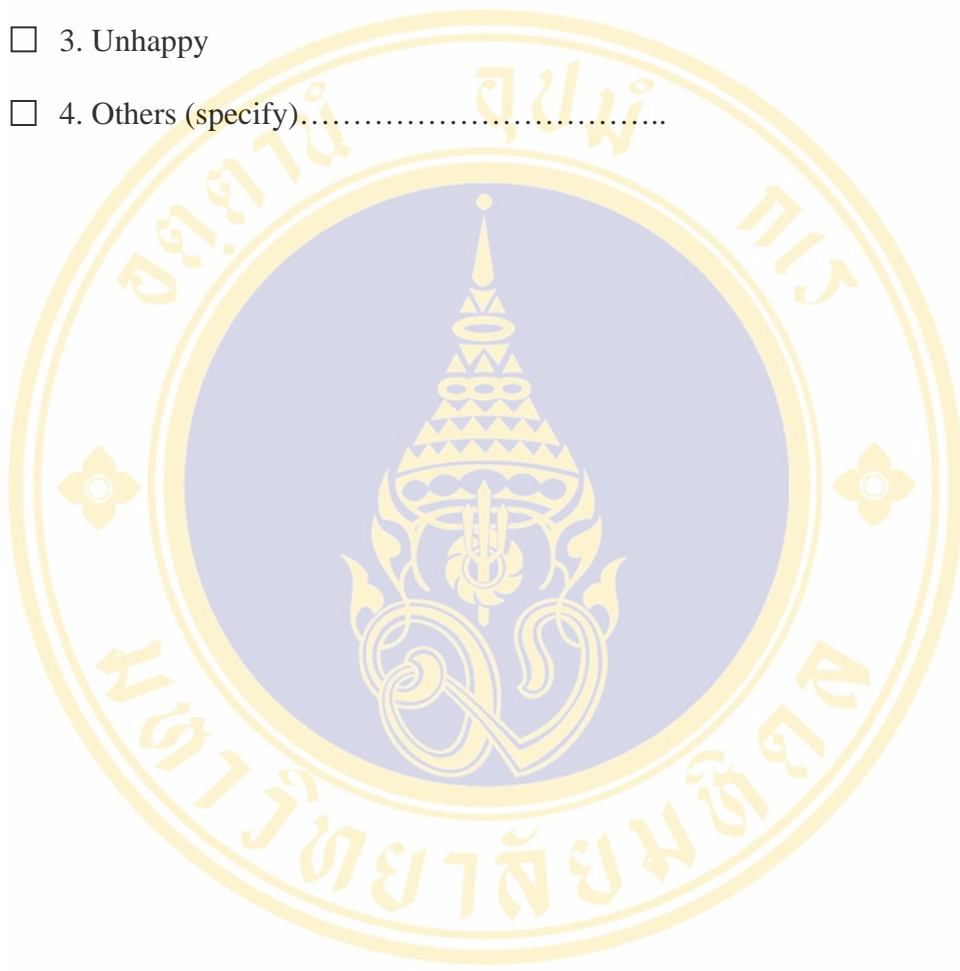 ☐ 3. Unhappy
☐ 4. Others (specify)…………………………….
อตฺตานํ อุปมํ กเร
มหาวิทยาลัยมหิดล